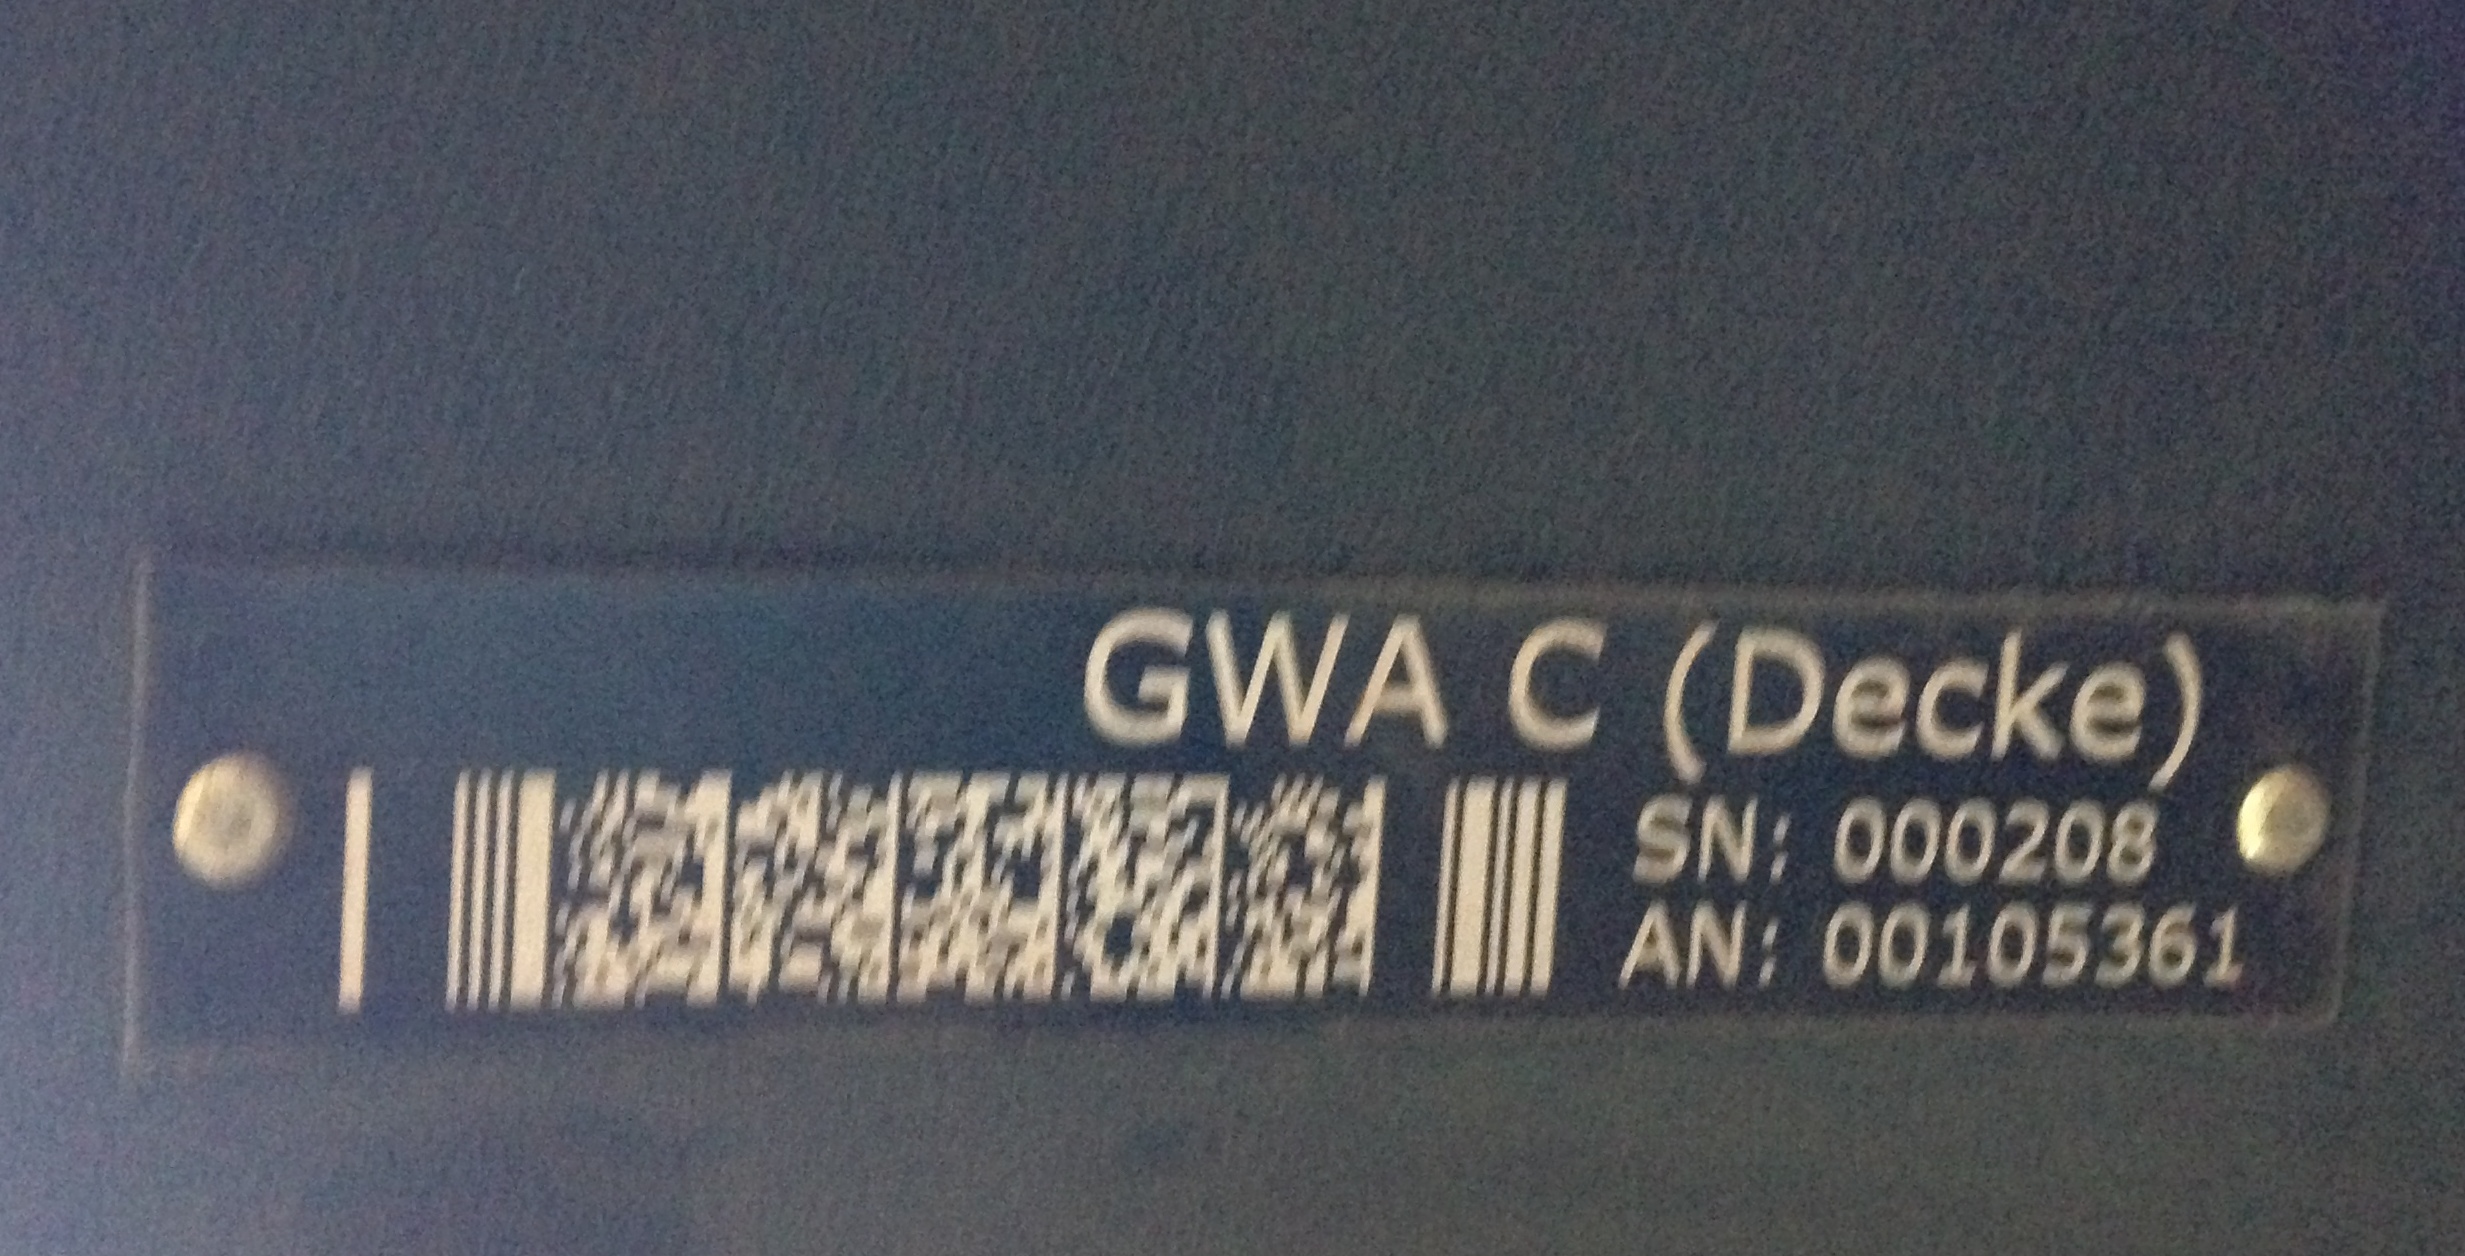 GWA C (Decke)
SN: 000208
AN: 00105361